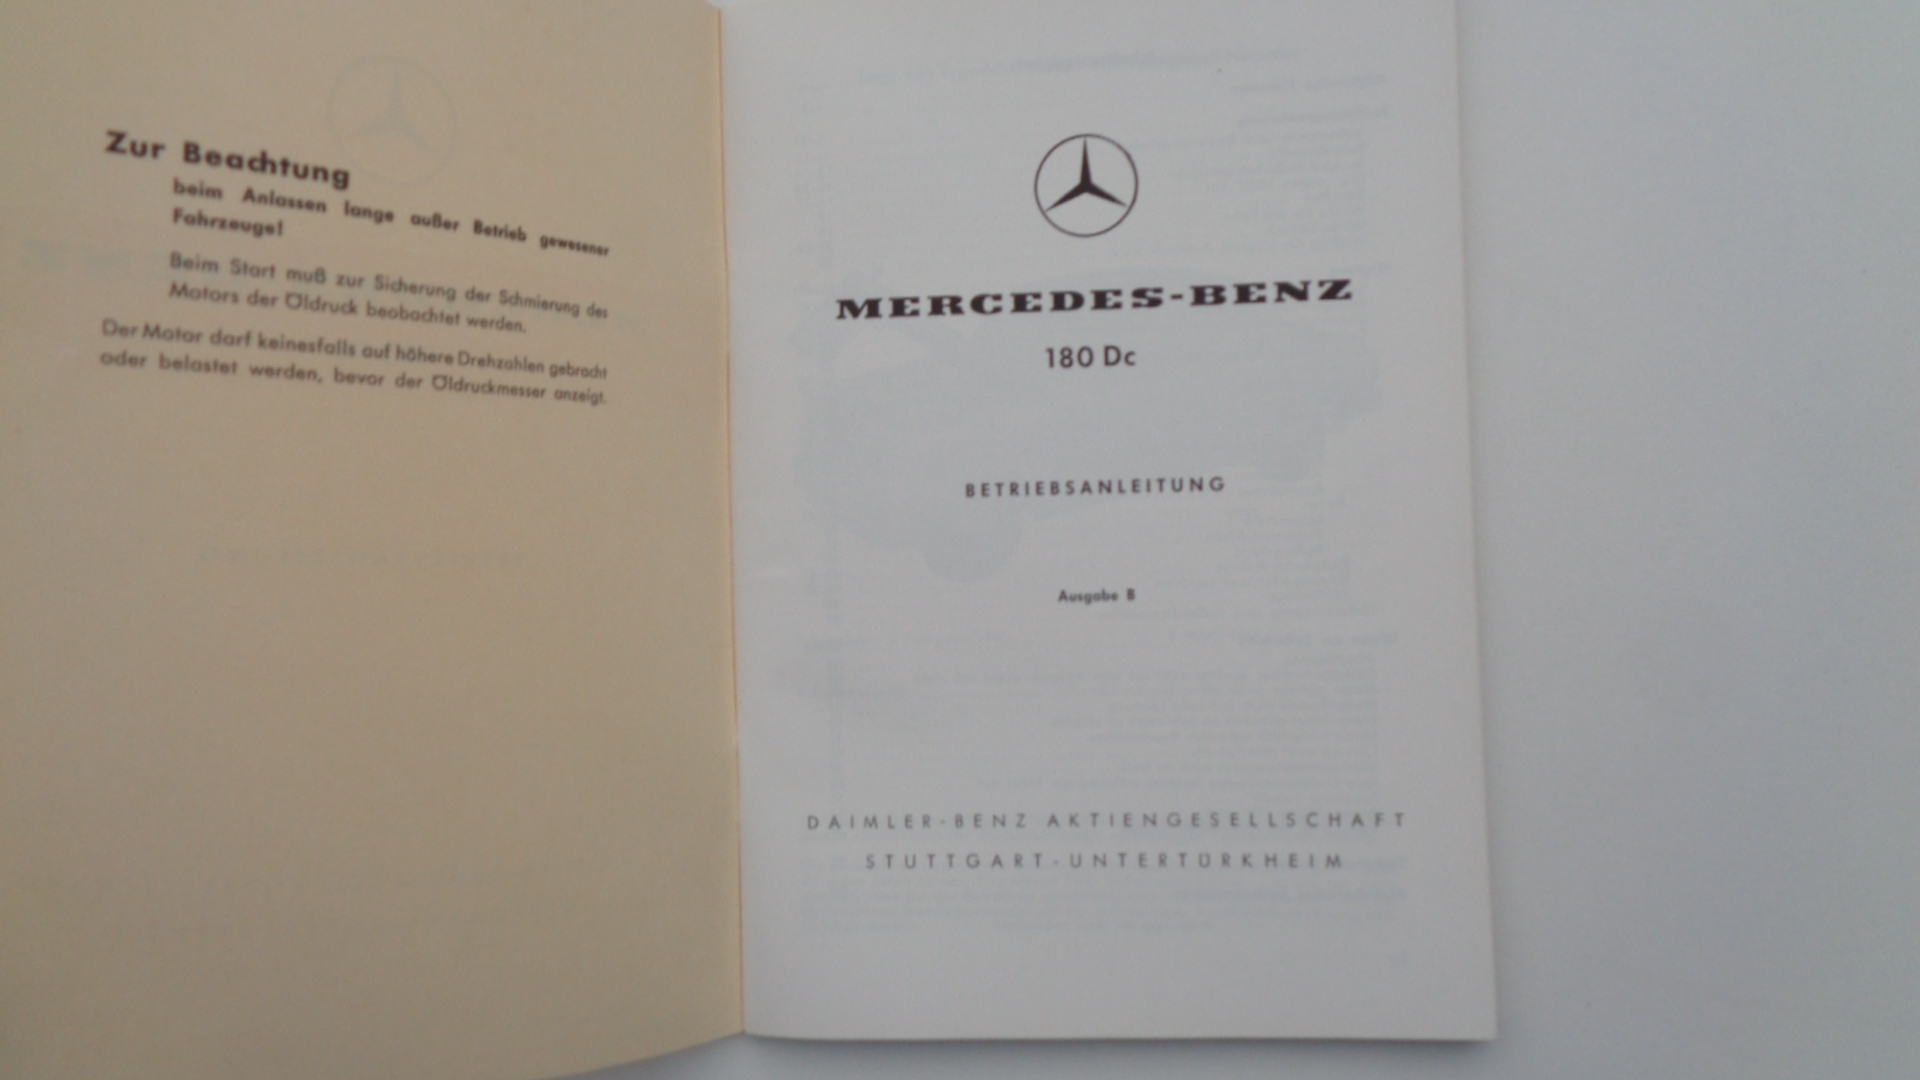 Zur Beachtung
beim Anlassen lange außer Betrieb gewesener
Fahrzeuge!
Beim Start muß zur Sicherung der Schmierung des
Motors der Öldruck beobachtet werden.
Der Motor darf keinesfalls auf höhere Drehzahlen gebracht
oder belastet werden, bevor der Öldruckmesser anzeigt.
MERCEDES-BENZ
180 Dc
BETRIEBSANLEITUNG
Ausgabe B
DAIMLER-BENZ AKTIENGESELLSCHAFT
STUTTGART-UNTERTÜRKHEIM